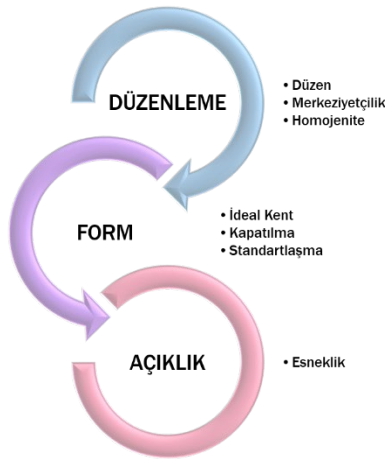 DÜZENLEME
• Düzen
• Merkeziyetçilik
• Homojenite
FORM
• İdeal Kent
• Kapatılma
• Standartlaşma
AÇIKLIK
• Esneklik